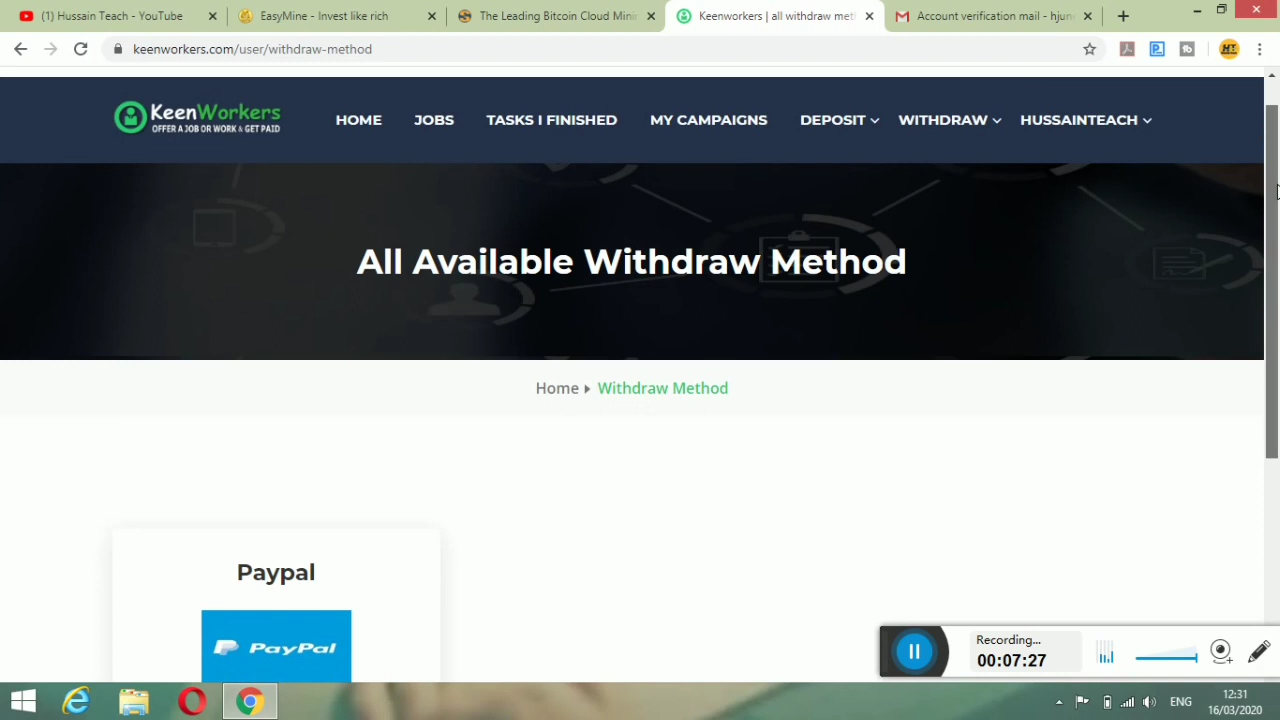 (1) Hussain Teach - YouTube
EasyMine - Invest like rich
The Leading Bitcoin Cloud Mini
Keenworkers | all withdraw met
Account verification mail - hjun
keenworkers.com/user/withdraw-method
KeenWorkers
OFFER A JOB OR WORK & GET PAID
HOME
JOBS
TASKS I FINISHED
MY CAMPAIGNS
DEPOSIT
WITHDRAW
HUSSAINTEACH
All Available Withdraw Method
Home
Withdraw Method
Paypal
PayPal
Recording...
00:07:27
ENG
12:31
16/03/2020